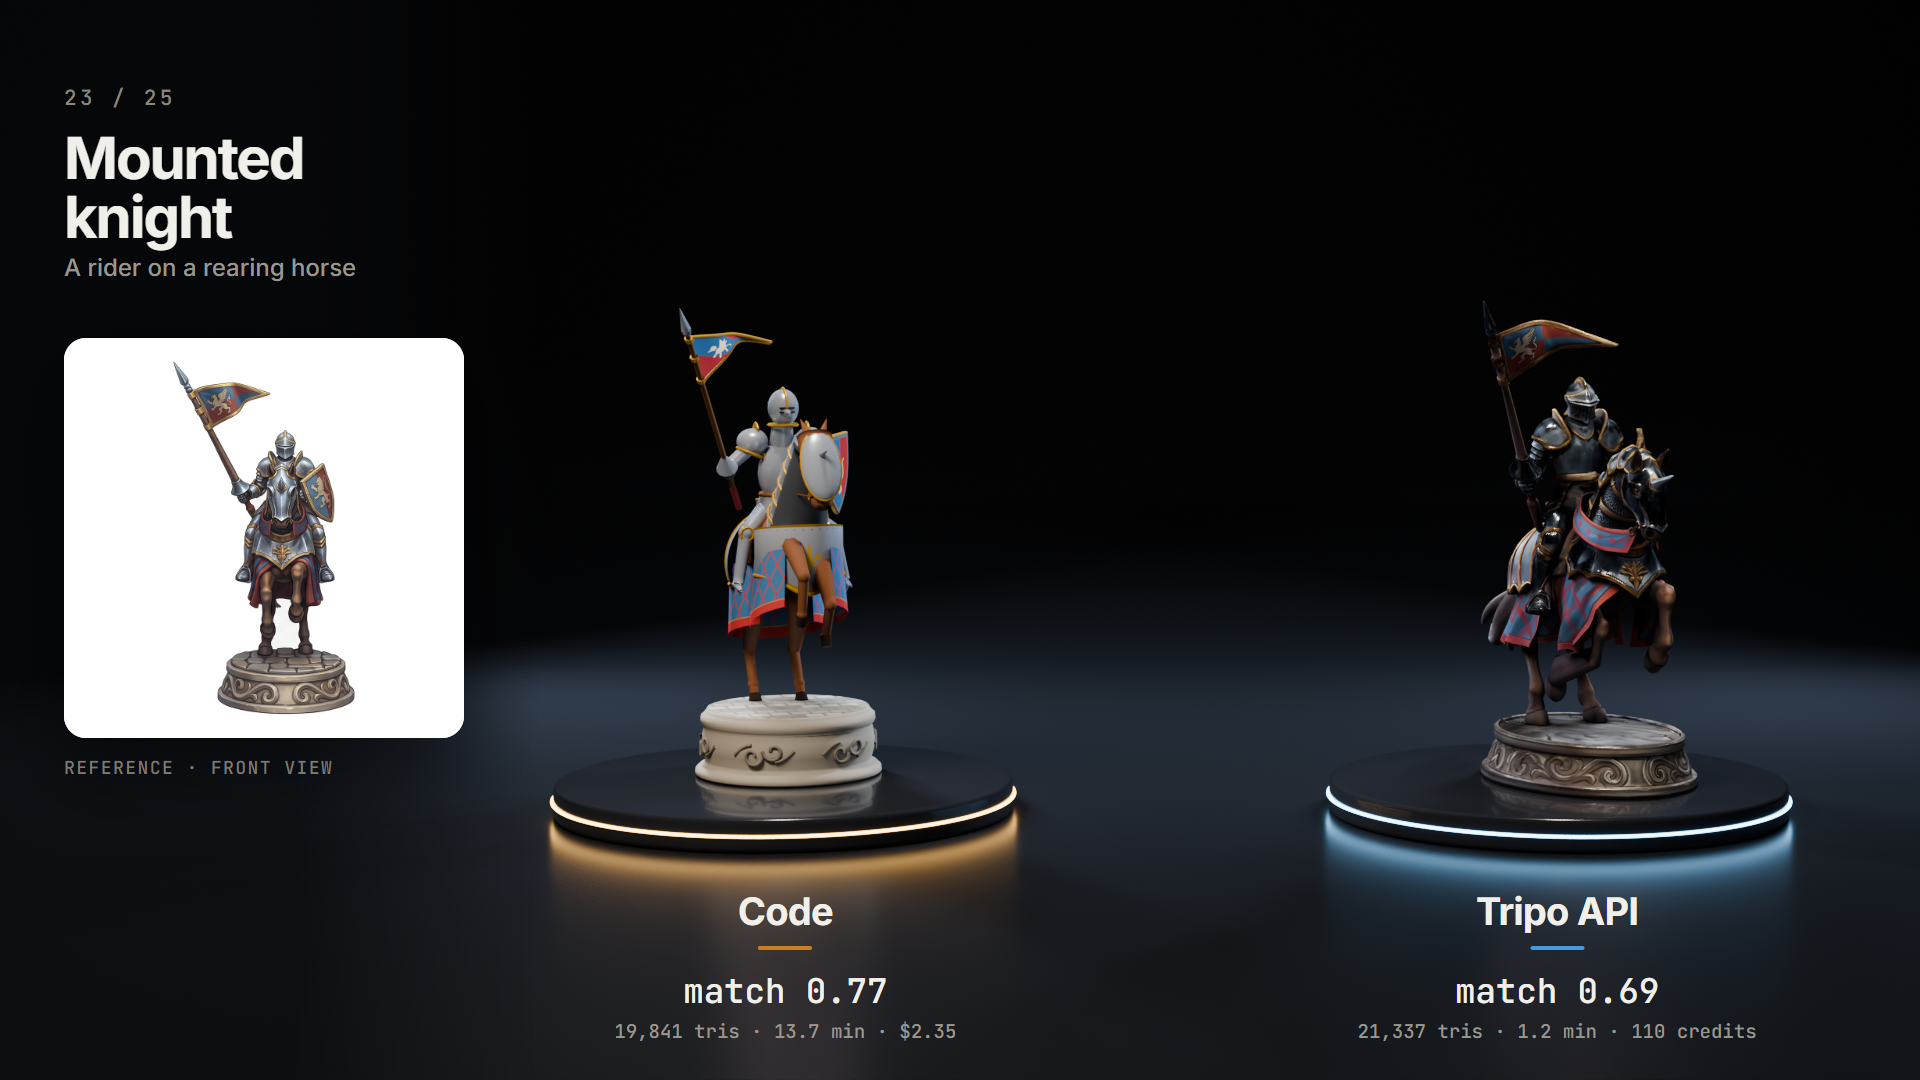 23 / 25
Mounted
knight
A rider on a rearing horse
REFERENCE · FRONT VIEW
Code
match 0.77
19,841 tris · 13.7 min · $2.35
Tripo API
match 0.69
21,337 tris · 1.2 min · 110 credits